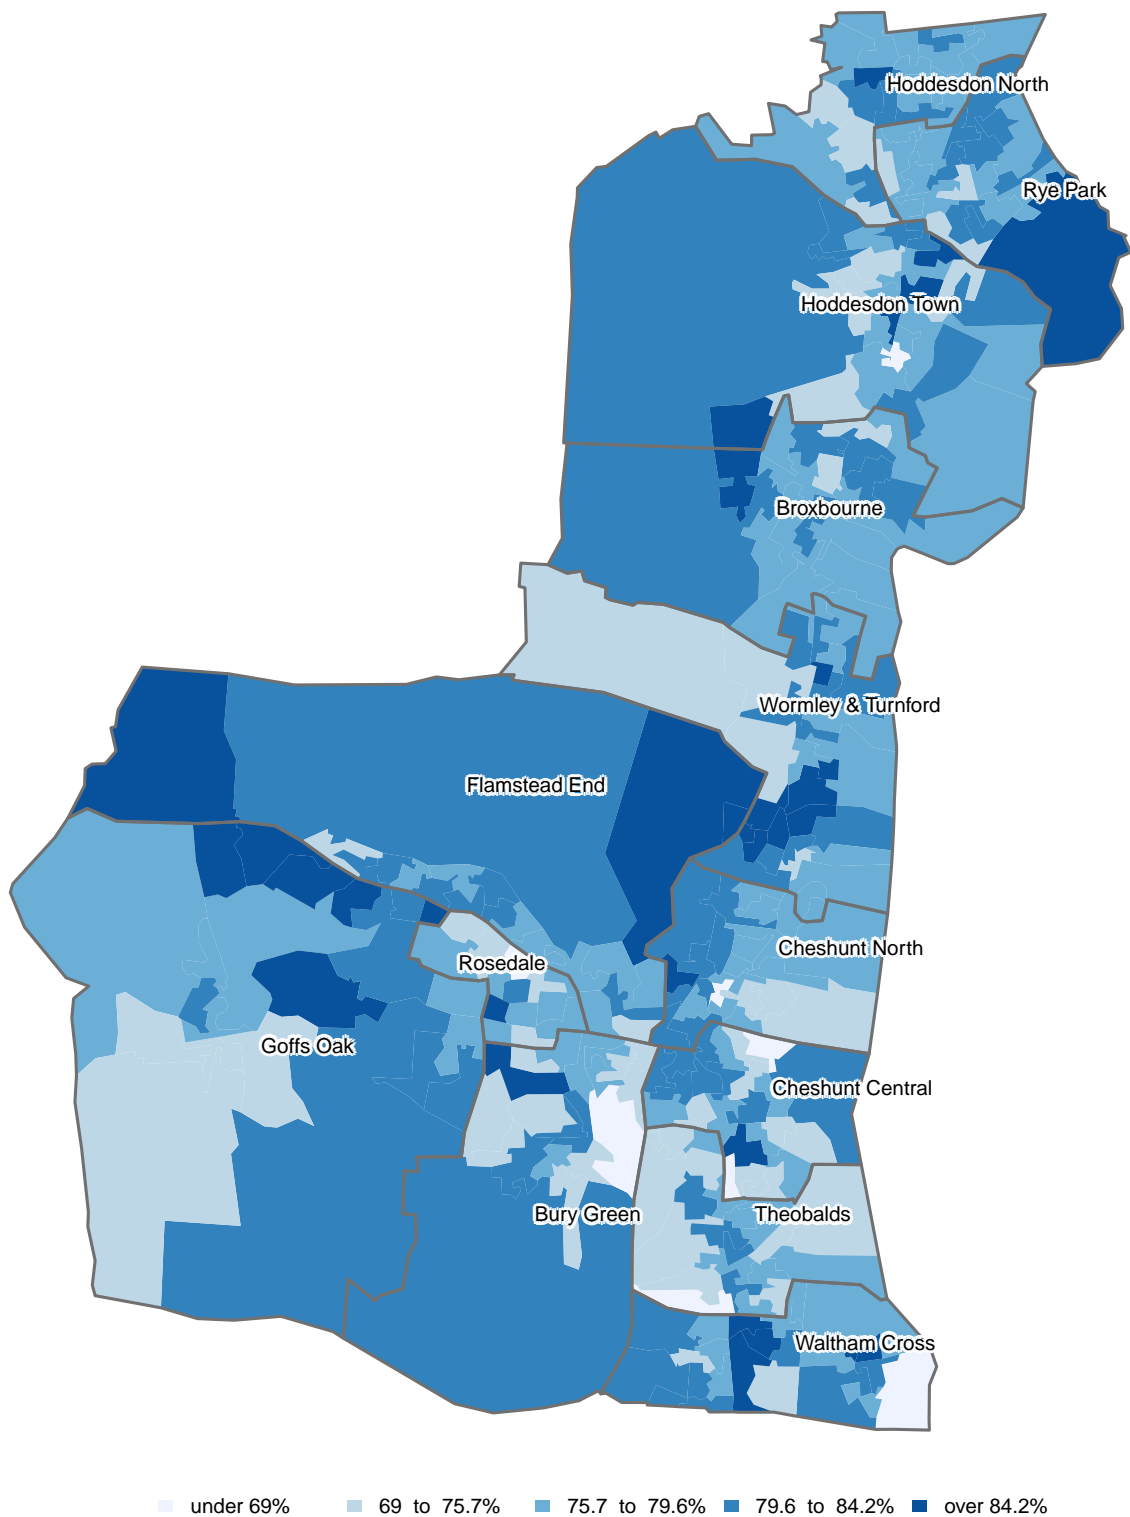 Hoddesdon North
Rye Park
Hoddesdon Town
Broxbourne
Wormley & Turnford
Flamstead End
Cheshunt North
Rosedale
Goffs Oak
Cheshunt Central
Bury Green
Theobalds
Waltham Cross
under 69%
69 to 75.7%
75.7 to 79.6%
79.6 to 84.2%
over 84.2%